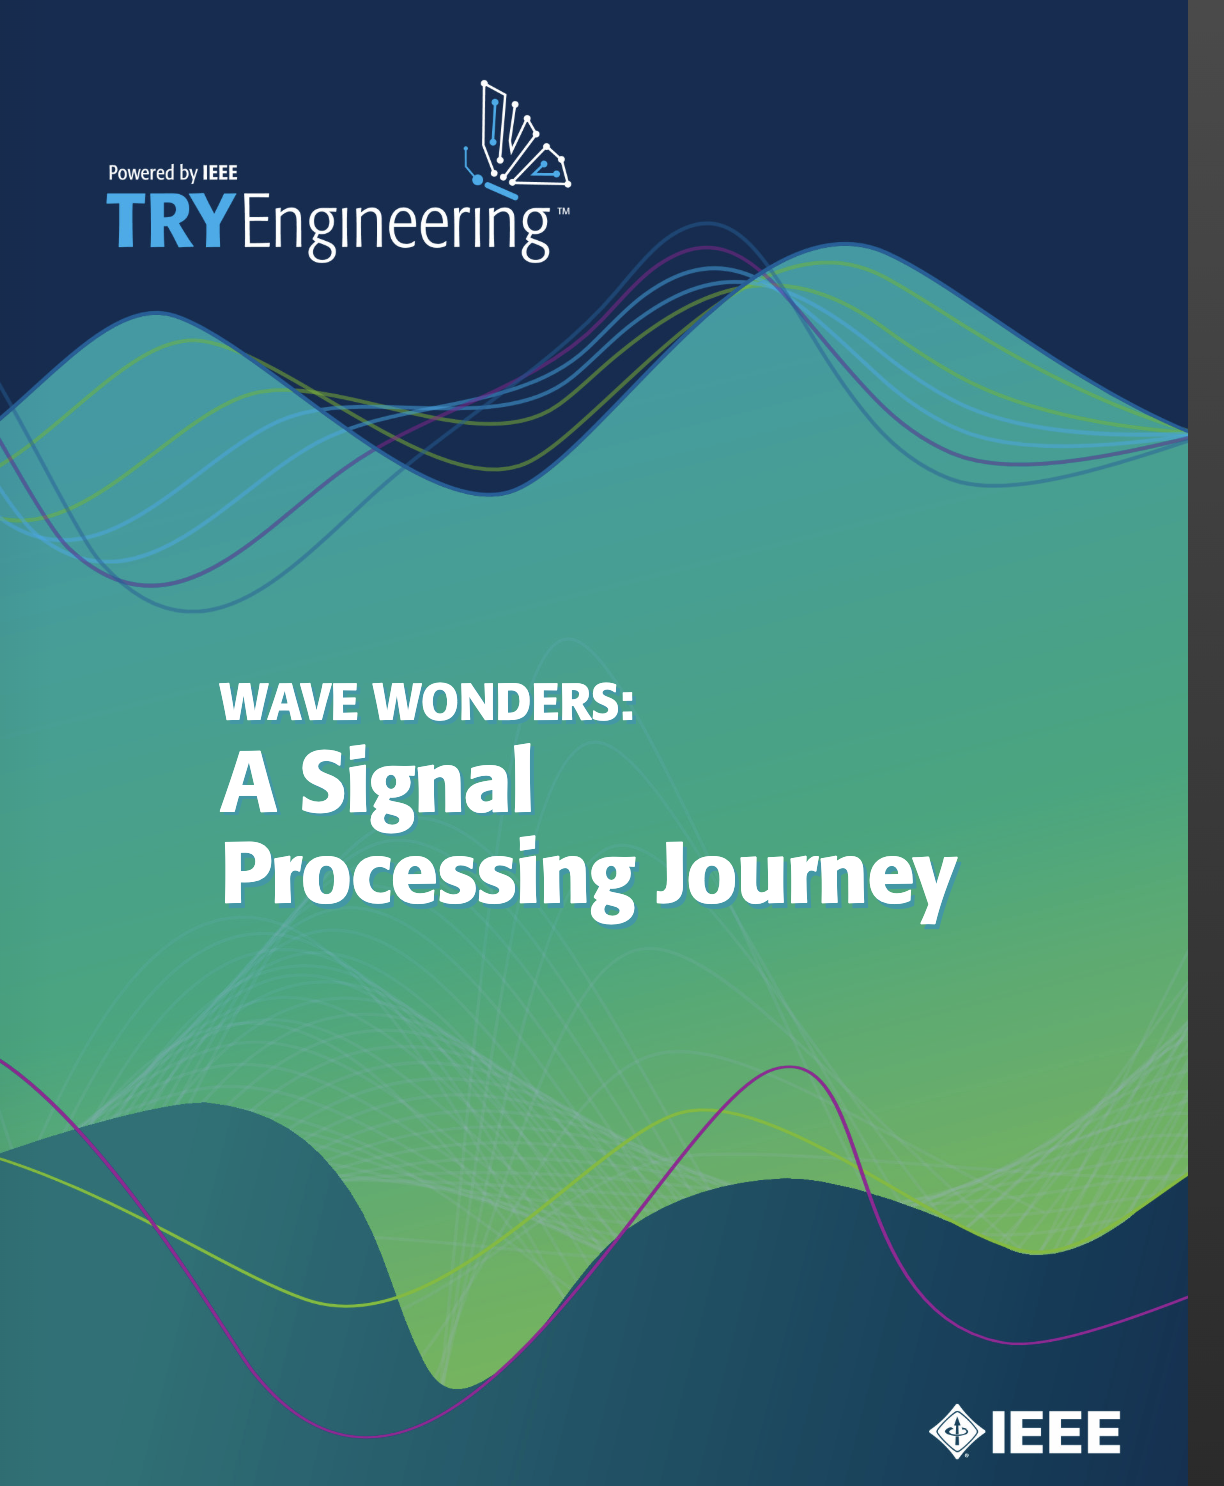 Powered by IEEE
TRYEngineering™
WAVE WONDERS:
A Signal
Processing Journey
IEEE